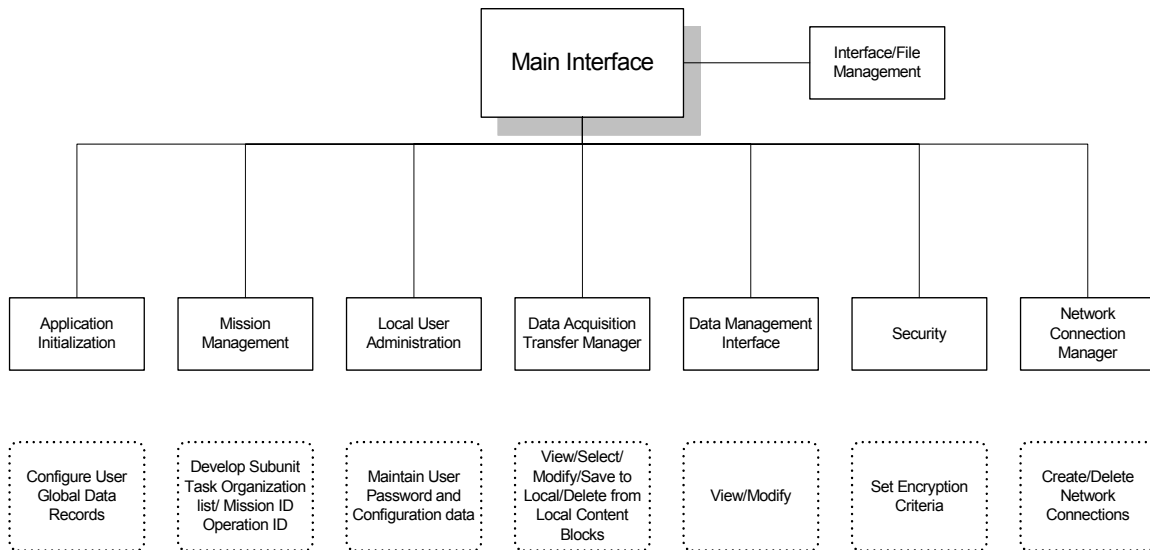 Main Interface
Interface/File
Management
Application
Initialization
Mission
Management
Local User
Administration
Data Acquisition
Transfer Manager
Data Management
Interface
Security
Network
Connection
Manager
Configure User
Global Data
Records
Develop Subunit
Task Organization
list/ Mission ID
Operation ID
Maintain User
Password and
Configuration data
View/Select/
Modify/Save to
Local/Delete from
Local Content
Blocks
View/Modify
Set Encryption
Criteria
Create/Delete
Network
Connections